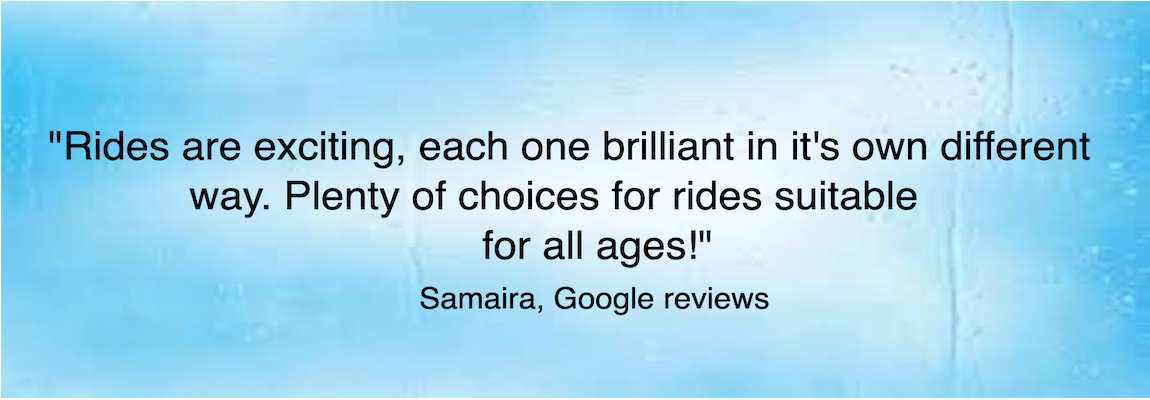 "Rides are exciting, each one brilliant in it's own different
way. Plenty of choices for rides suitable
for all ages!"
Samaira, Google reviews